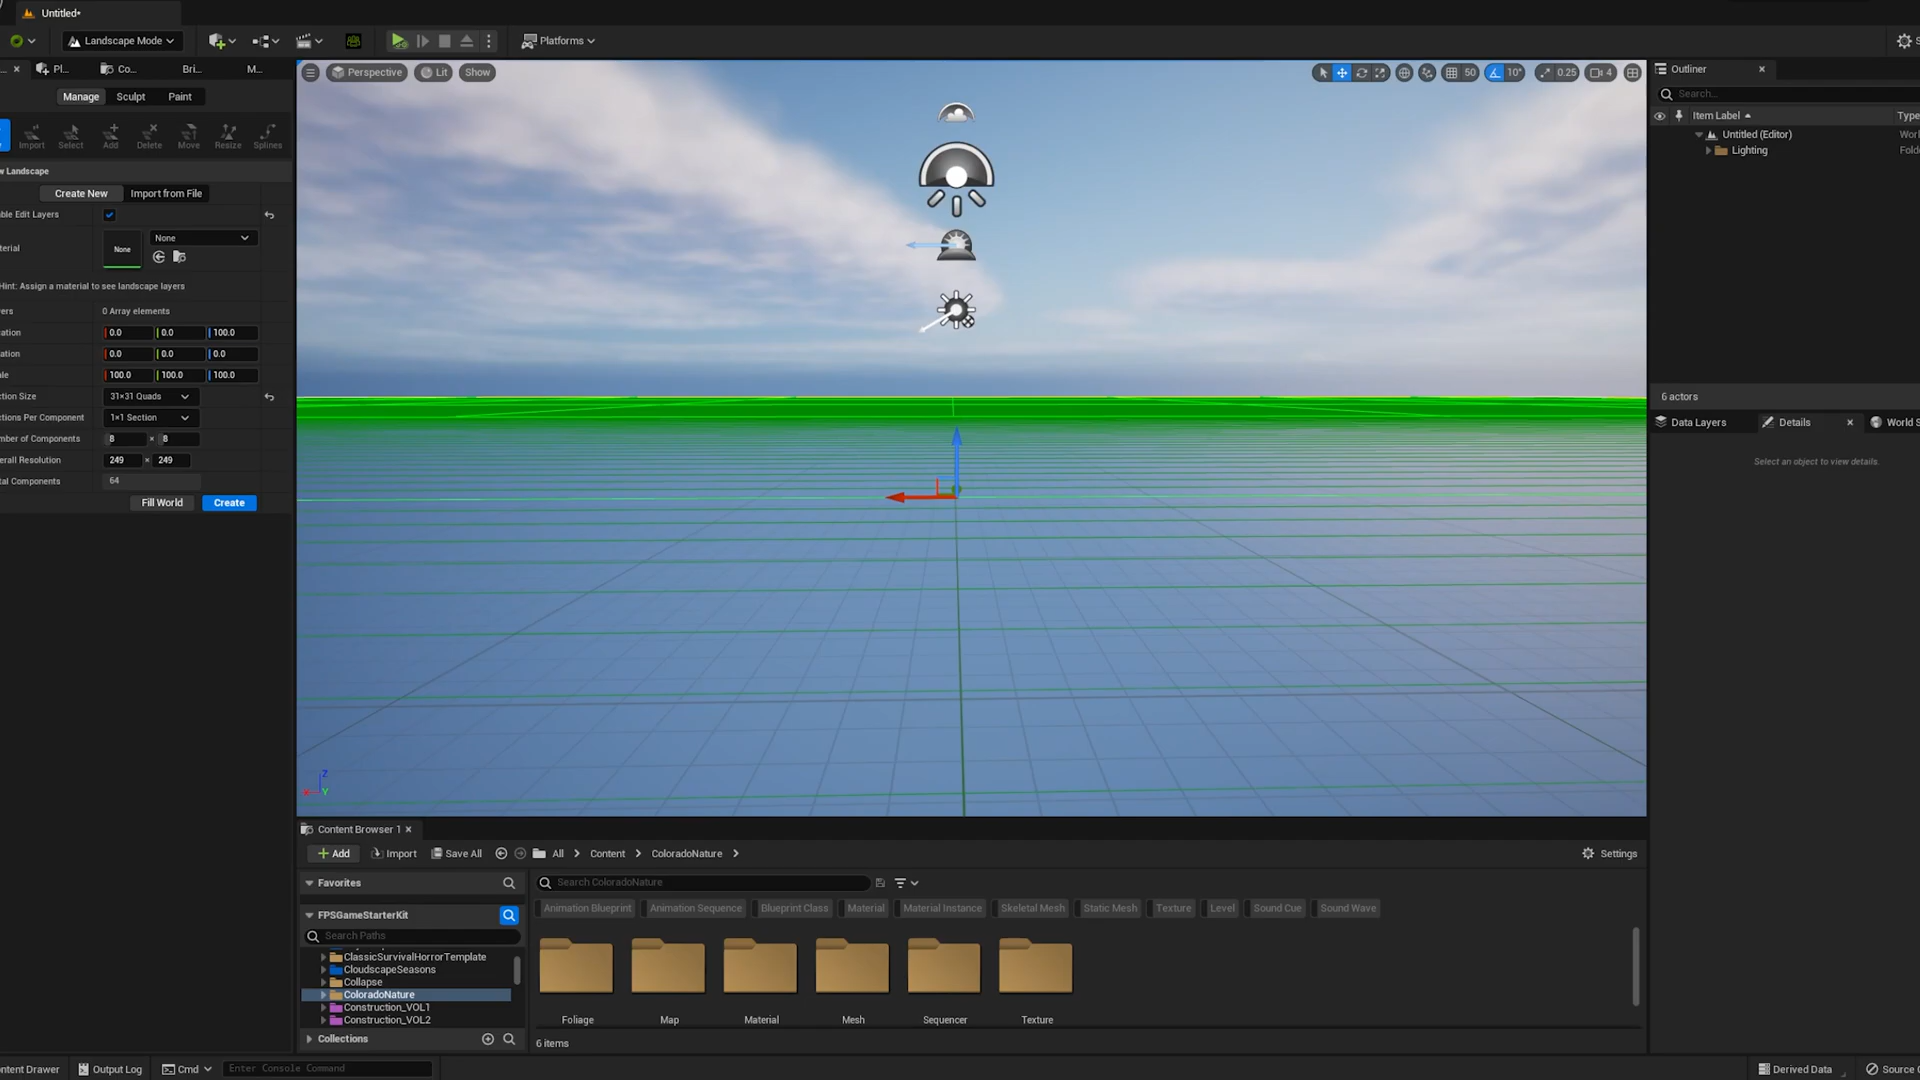 Untitled*
Landscape Mode
Platforms
S
Pl...
Co...
Bri...
M...
Manage
Sculpt
Paint
Import
Select
Add
Delete
Move
Resize
Splines
w Landscape
Create New
Import from File
ble Edit Layers
terial
None
None
Hint: Assign a material to see landscape layers
ers
0 Array elements
ation
0.0
0.0
100.0
ation
0.0
0.0
0.0
le
100.0
100.0
100.0
ction Size
31×31 Quads
ctions Per Component
1×1 Section
mber of Components
8
×
8
erall Resolution
249
×
249
tal Components
64
Fill World
Create
Perspective
Lit
Show
50
10°
0.25
4
Z
X
Y
Outliner
Search...
Item Label
Type
Untitled (Editor)
Worl
Lighting
Folde
6 actors
Data Layers
Details
World S
Select an object to view details.
Content Browser 1
Add
Import
Save All
All
Content
ColoradoNature
Settings
Favorites
FPSGameStarterKit
Search Paths
ClassicSurvivalHorrorTemplate
CloudscapeSeasons
Collapse
ColoradoNature
Construction_VOL1
Construction_VOL2
Collections
Search ColoradoNature
Animation Blueprint
Animation Sequence
Blueprint Class
Material
Material Instance
Skeletal Mesh
Static Mesh
Texture
Level
Sound Cue
Sound Wave
Foliage
Map
Material
Mesh
Sequencer
Texture
6 items
ntent Drawer
Output Log
Cmd
Enter Console Command
Derived Data
Source C